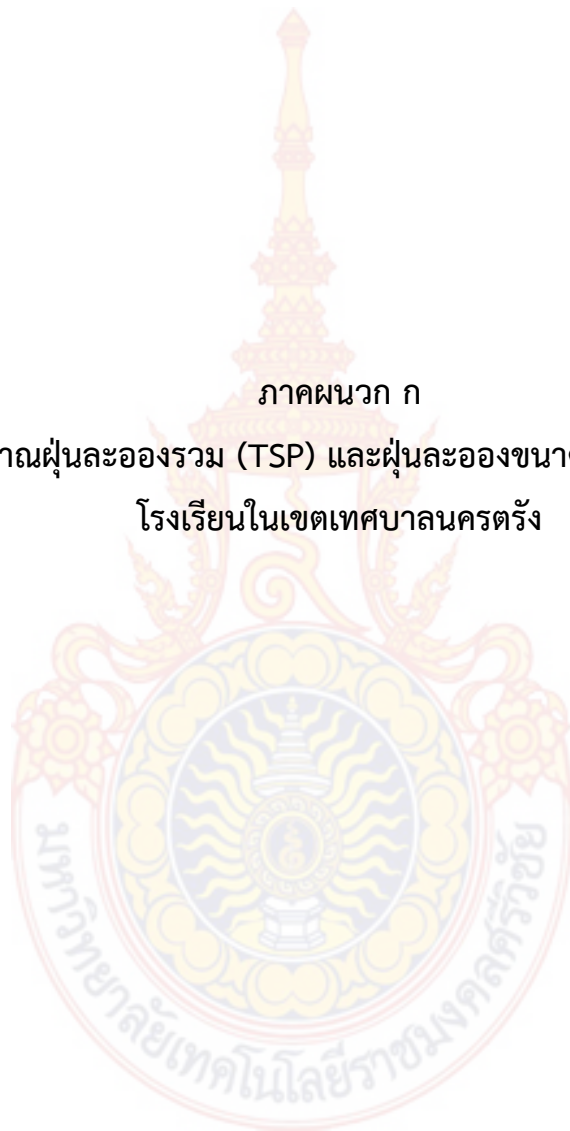 ภาคผนวก ก
าณฝุ่นละอองรวม (TSP) และฝุ่นละอองขนา
โรงเรียนในเขตเทศบาลนครตรัง
มหาวิทยาลัยเทคโนโลยีราชมงคลศรีวิชัย